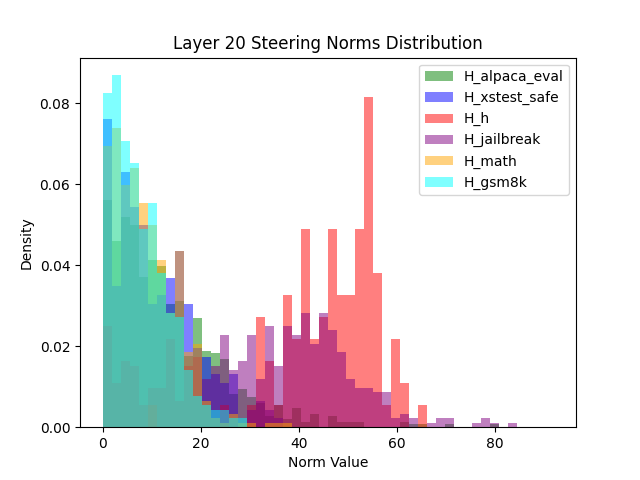 Layer 20 Steering Norms Distribution
H_alpaca_eval
H_xstest_safe
H_h
H_jailbreak
H_math
H_gsm8k
Density
0.08
0.06
0.04
0.02
0.00
0 20 40 60 80
Norm Value